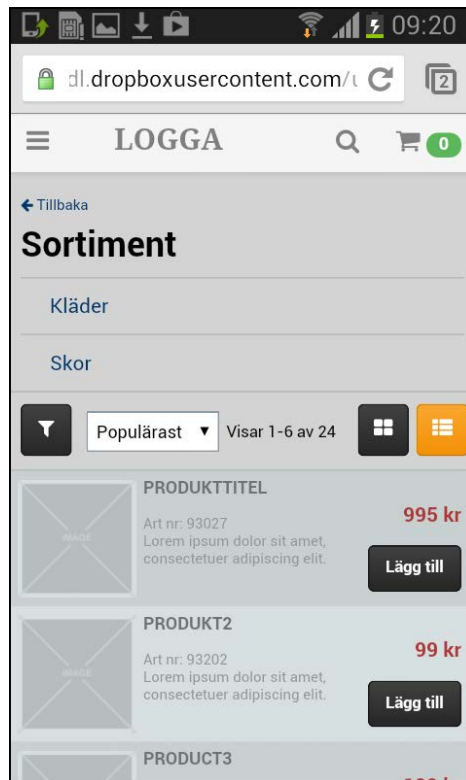 09:20
dl.dropboxusercontent.com/u
2
LOGGA
0
Tillbaka
Sortiment
Kläder
Skor
Populärast Visar 1-6 av 24
PRODUKTTITEL
995 kr
Art nr: 93027
Lorem ipsum dolor sit amet,
consectetuer adipiscing elit.
Lägg till
IMAGE
PRODUKT2
99 kr
Art nr: 93202
Lorem ipsum dolor sit amet,
consectetuer adipiscing elit.
Lägg till
IMAGE
PRODUCT3